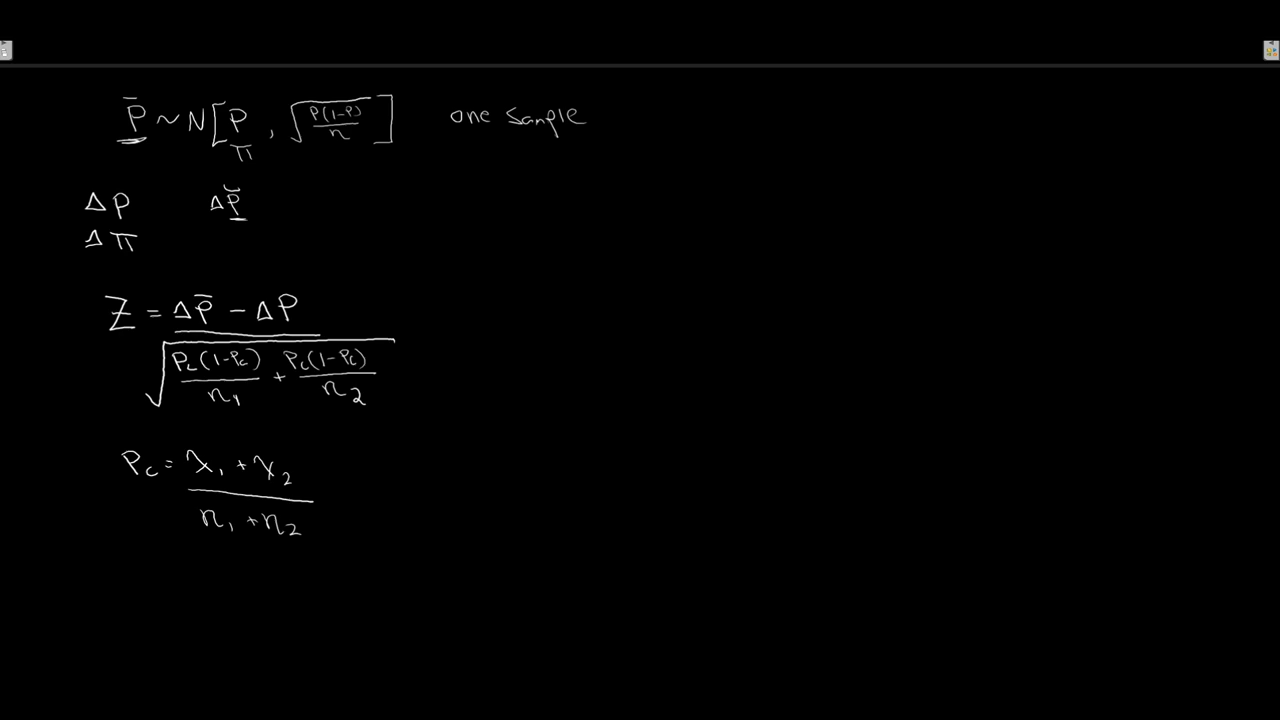 p̄ ~ N[P, √(P(1-P)/n)] one sample
π
ΔP Δp̄
Δπ
Z = Δp̄ - ΔP
√(Pc(1-Pc)/n1 + Pc(1-Pc)/n2)
Pc = x1 + x2
n1 + n2